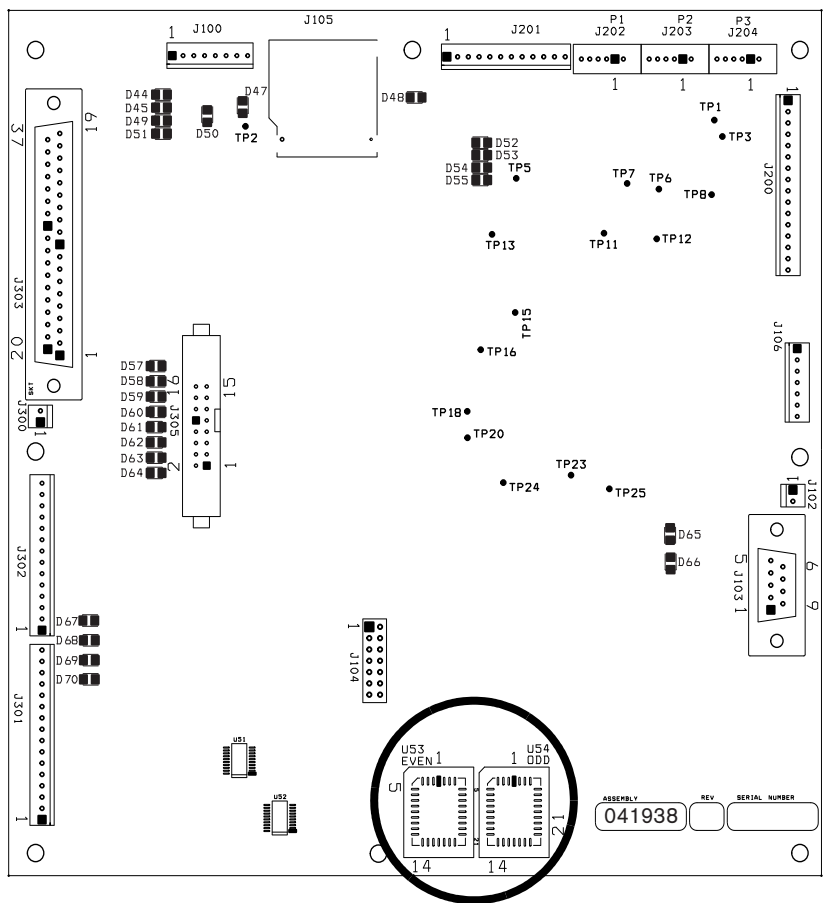 J100
1
J105
1
J201
P1
J202
1
P2
J203
1
P3
J204
1
D44
D45
D49
D51
D50
D47
TP2
D48
D52
D53
D54
D55
TP5
TP1
TP3
TP7
TP6
TP8
1
J200
TP13
TP11
TP12
37
19
J303
20
1
SKT
TP15
TP16
J106
D57
D58
D59
D60
D61
D62
D63
D64
16
15
J305
2
1
J300
1
TP18
TP20
TP23
TP24
TP25
1
J102
D65
D66
5
6
J103
1
9
J302
1
D67
D68
D69
D70
J301
1
1
J104
U51
U52
U53
EVEN
1
5
14
U54
ODD
1
21
14
5
21
ASSEMBLY
041938
REV
SERIAL NUMBER